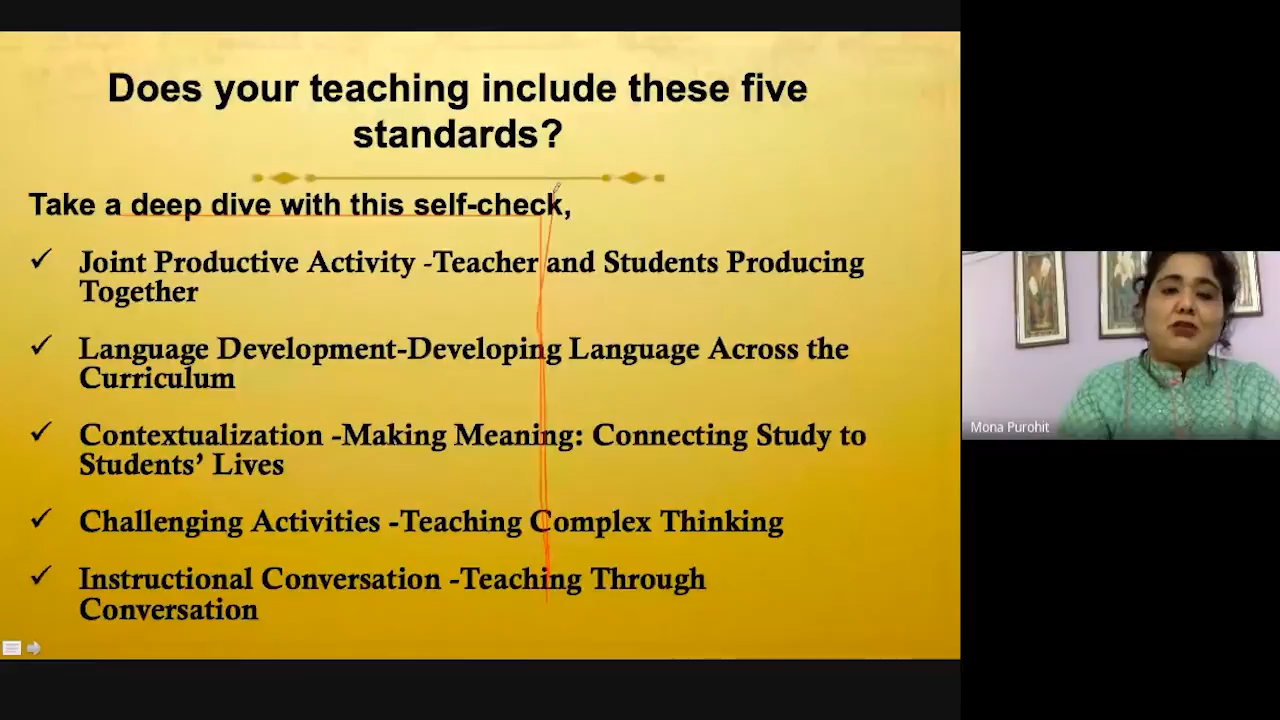 Does your teaching include these five
standards?
Take a deep dive with this self-check,
✓ Joint Productive Activity -Teacher and Students Producing
Together
✓ Language Development-Developing Language Across the
Curriculum
✓ Contextualization -Making Meaning: Connecting Study to
Students’ Lives
✓ Challenging Activities -Teaching Complex Thinking
✓ Instructional Conversation -Teaching Through
Conversation
Mona Purohit